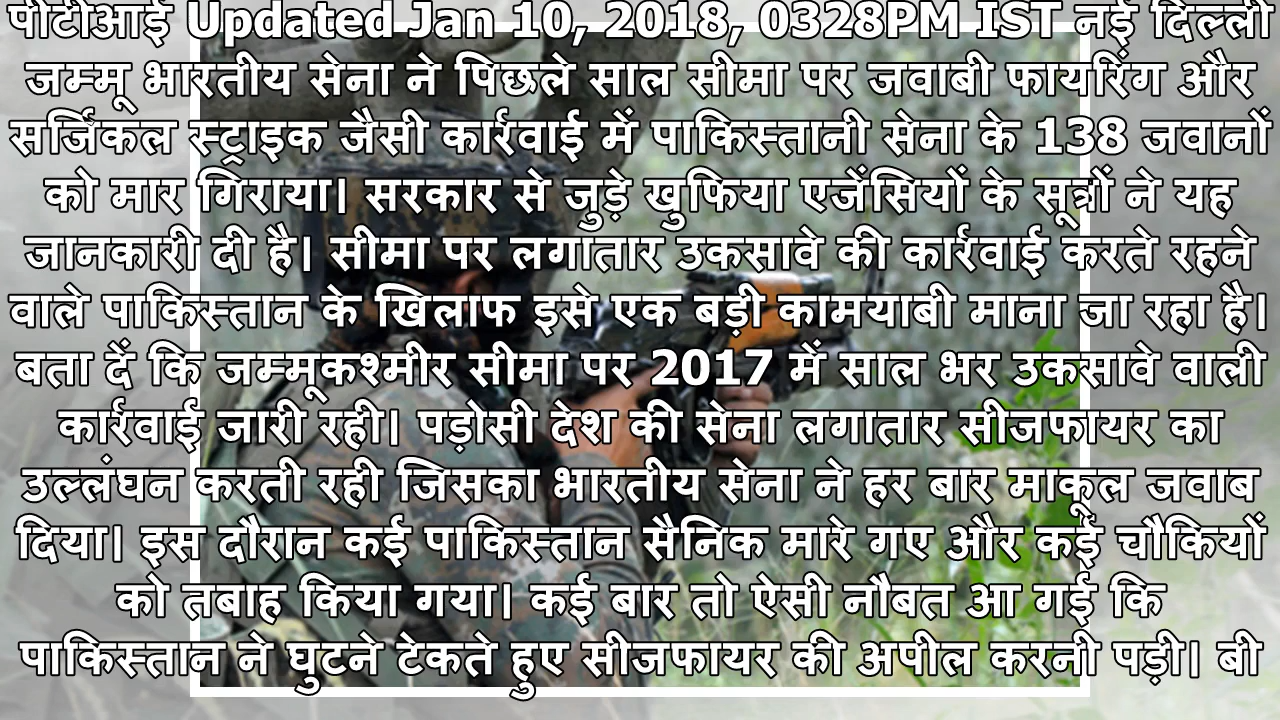 पीटीआई Updated Jan 10, 2018, 0328PM IST नई दिल्ली
जम्मू भारतीय सेना ने पिछले साल सीमा पर जवाबी फायरिंग और
सर्जिकल स्ट्राइक जैसी कार्रवाई में पाकिस्तानी सेना के 138 जवानों
को मार गिराया। सरकार से जुड़े खुफिया एजेंसियों के सूत्रों ने यह
जानकारी दी है। सीमा पर लगातार उकसावे की कार्रवाई करते रहने
वाले पाकिस्तान के खिलाफ इसे एक बड़ी कामयाबी माना जा रहा है।
बता दें कि जम्मूकश्मीर सीमा पर 2017 में साल भर उकसावे वाली
कार्रवाई जारी रही। पड़ोसी देश की सेना लगातार सीजफायर का
उल्लंघन करती रही जिसका भारतीय सेना ने हर बार माकूल जवाब
दिया। इस दौरान कई पाकिस्तान सैनिक मारे गए और कई चौकियों
को तबाह किया गया। कई बार तो ऐसी नौबत आ गई कि
पाकिस्तान ने घुटने टेकते हुए सीजफायर की अपील करनी पड़ी। बी